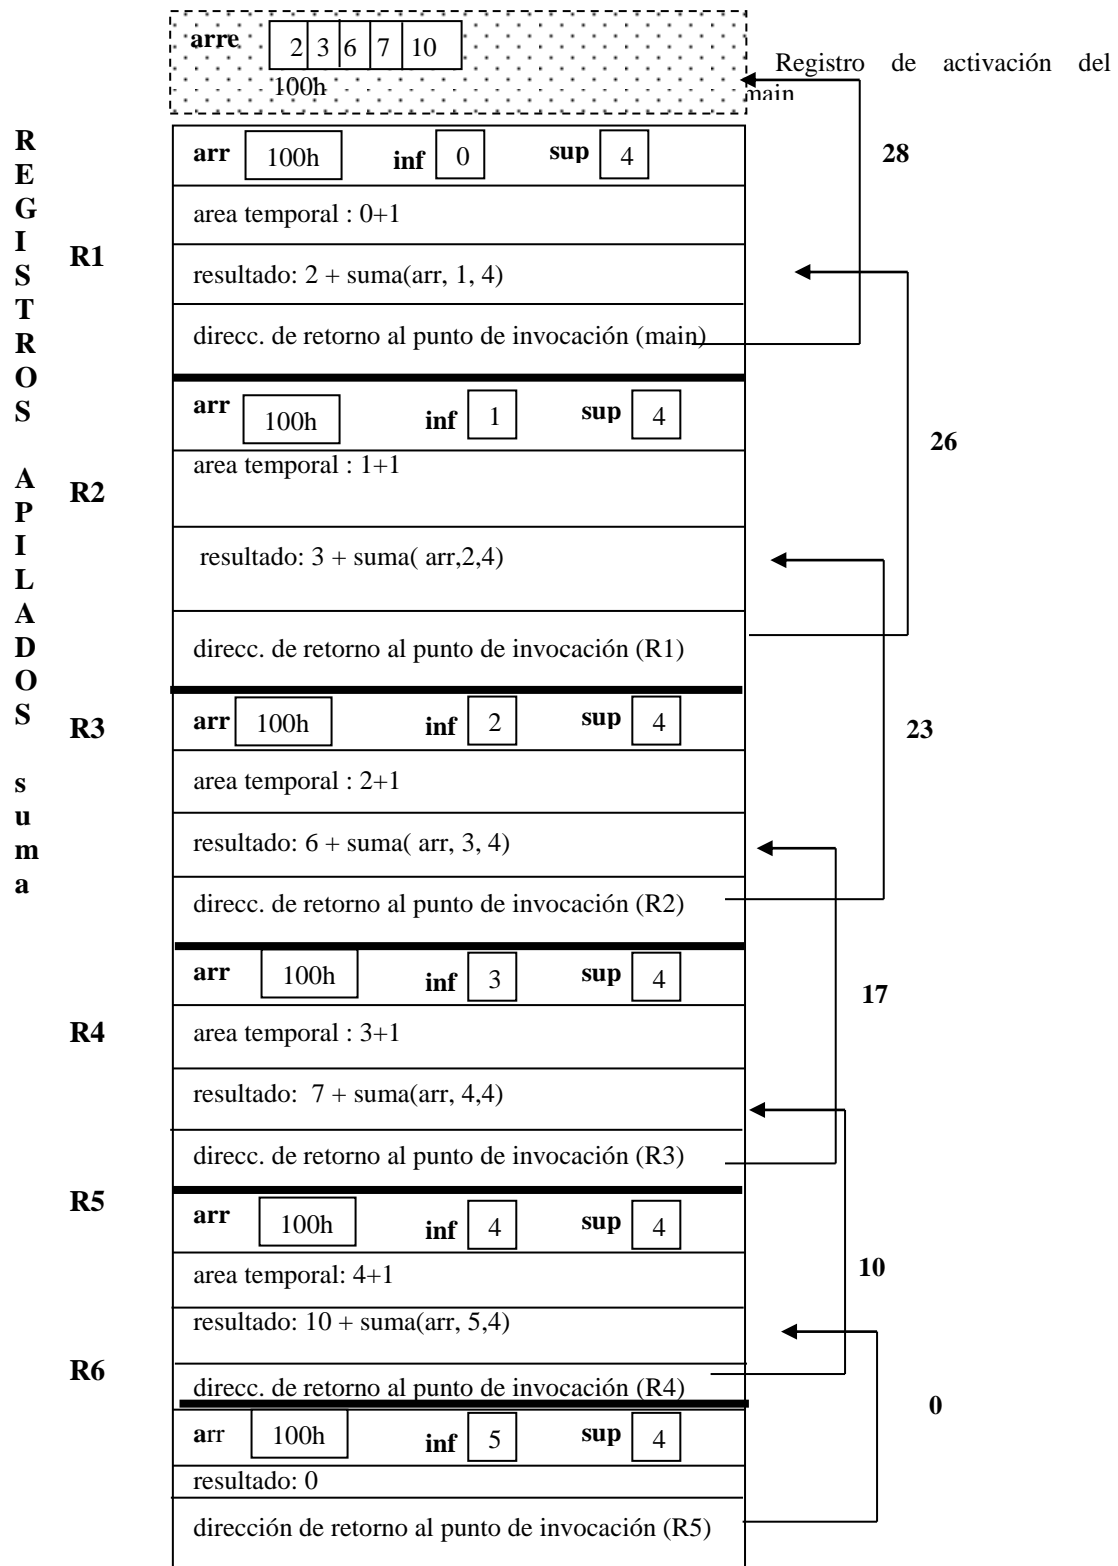 arre 2 3 6 7 10
100h
Registro de activación del
main
REGISTROS APILADOS suma
R1
arr 100h inf 0 sup 4
area temporal : 0+1
resultado: 2 + suma(arr, 1, 4)
direcc. de retorno al punto de invocación (main)
28
R2
arr 100h inf 1 sup 4
area temporal : 1+1
resultado: 3 + suma( arr,2,4)
direcc. de retorno al punto de invocación (R1)
26
R3
arr 100h inf 2 sup 4
area temporal : 2+1
resultado: 6 + suma( arr, 3, 4)
direcc. de retorno al punto de invocación (R2)
23
R4
arr 100h inf 3 sup 4
area temporal : 3+1
resultado: 7 + suma(arr, 4,4)
direcc. de retorno al punto de invocación (R3)
17
R5
arr 100h inf 4 sup 4
area temporal: 4+1
resultado: 10 + suma(arr, 5,4)
direcc. de retorno al punto de invocación (R4)
10
R6
arr 100h inf 5 sup 4
resultado: 0
dirección de retorno al punto de invocación (R5)
0